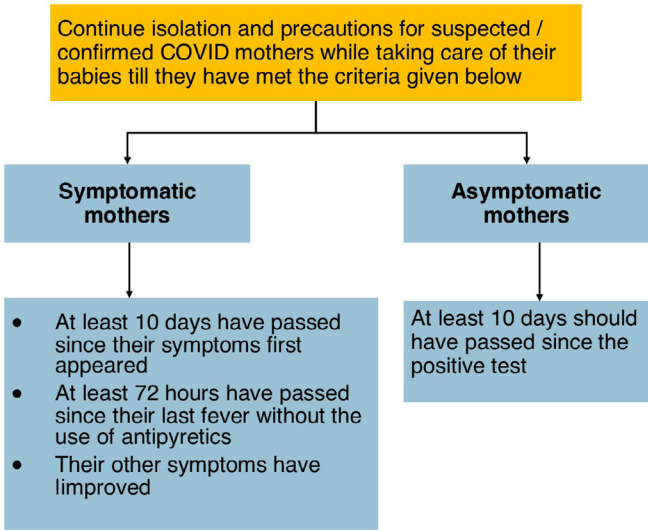 Continue isolation and precautions for suspected /
confirmed COVID mothers while taking care of their
babies till they have met the criteria given below
Symptomatic
mothers
Asymptomatic
mothers
• At least 10 days have passed
since their symptoms first
appeared
• At least 72 hours have passed
since their last fever without the
use of antipyretics
• Their other symptoms have
limproved
At least 10 days should
have passed since the
positive test